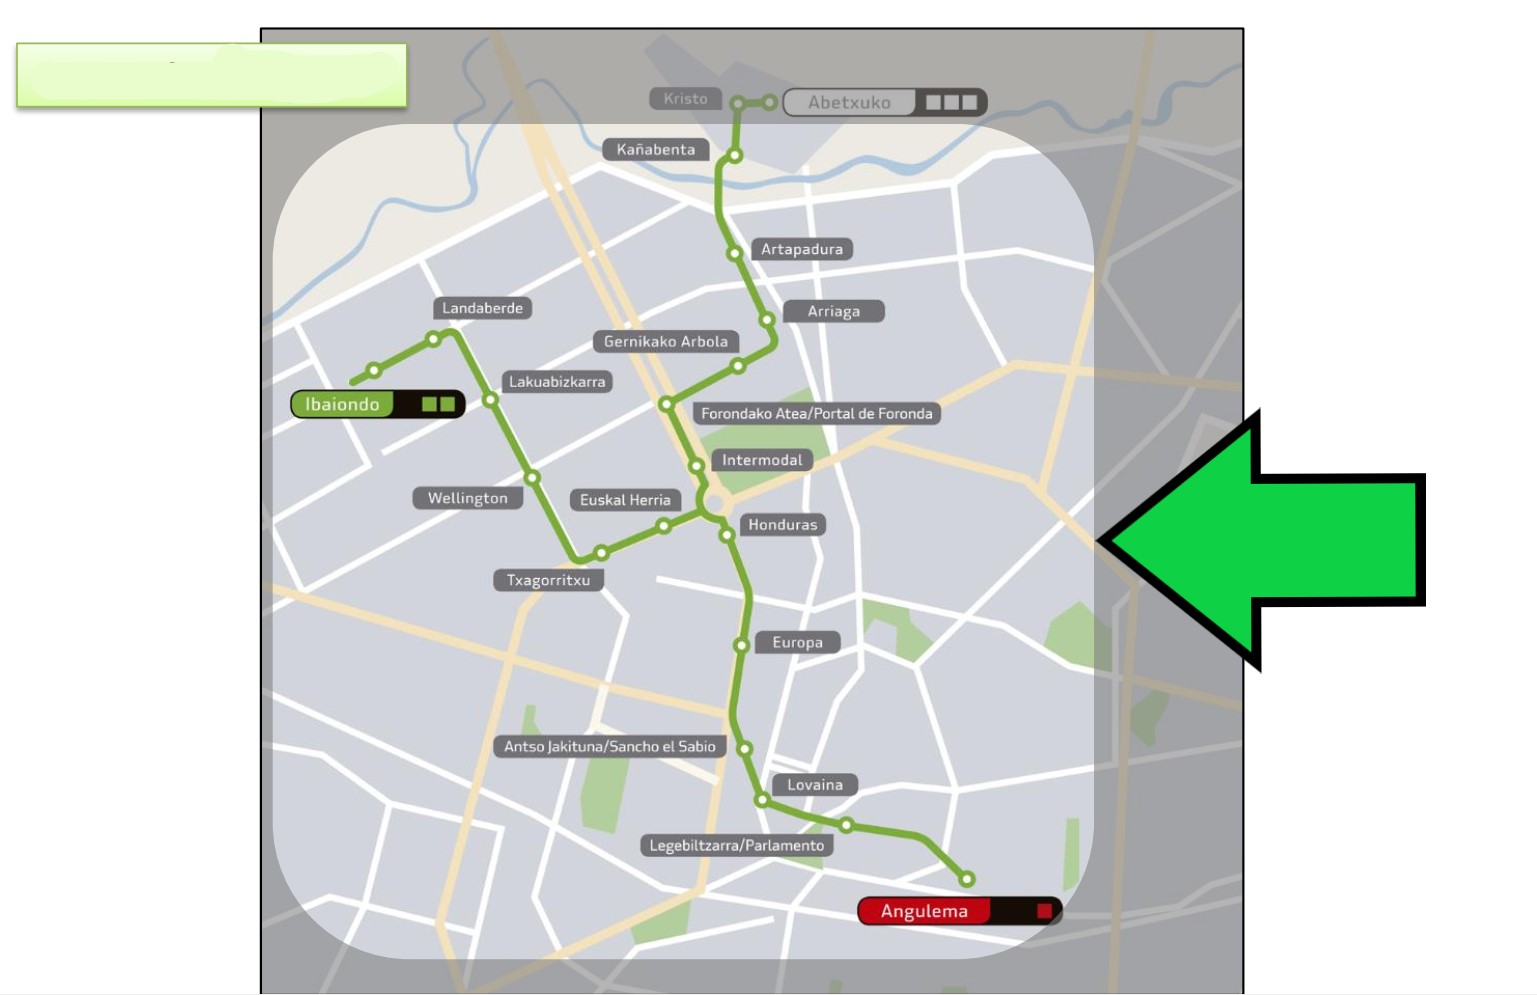 Kristo
Abetxuko
Kañabenta
Artapadura
Landaberde
Arriaga
Gernikako Arbola
Lakuabizkarra
Ibaiondo
Forondako Atea/Portal de Foronda
Intermodal
Wellington
Euskal Herria
Honduras
Txagorritxu
Europa
Antso Jakituna/Sancho el Sabio
Lovaina
Legebiltzarra/Parlamento
Angulema